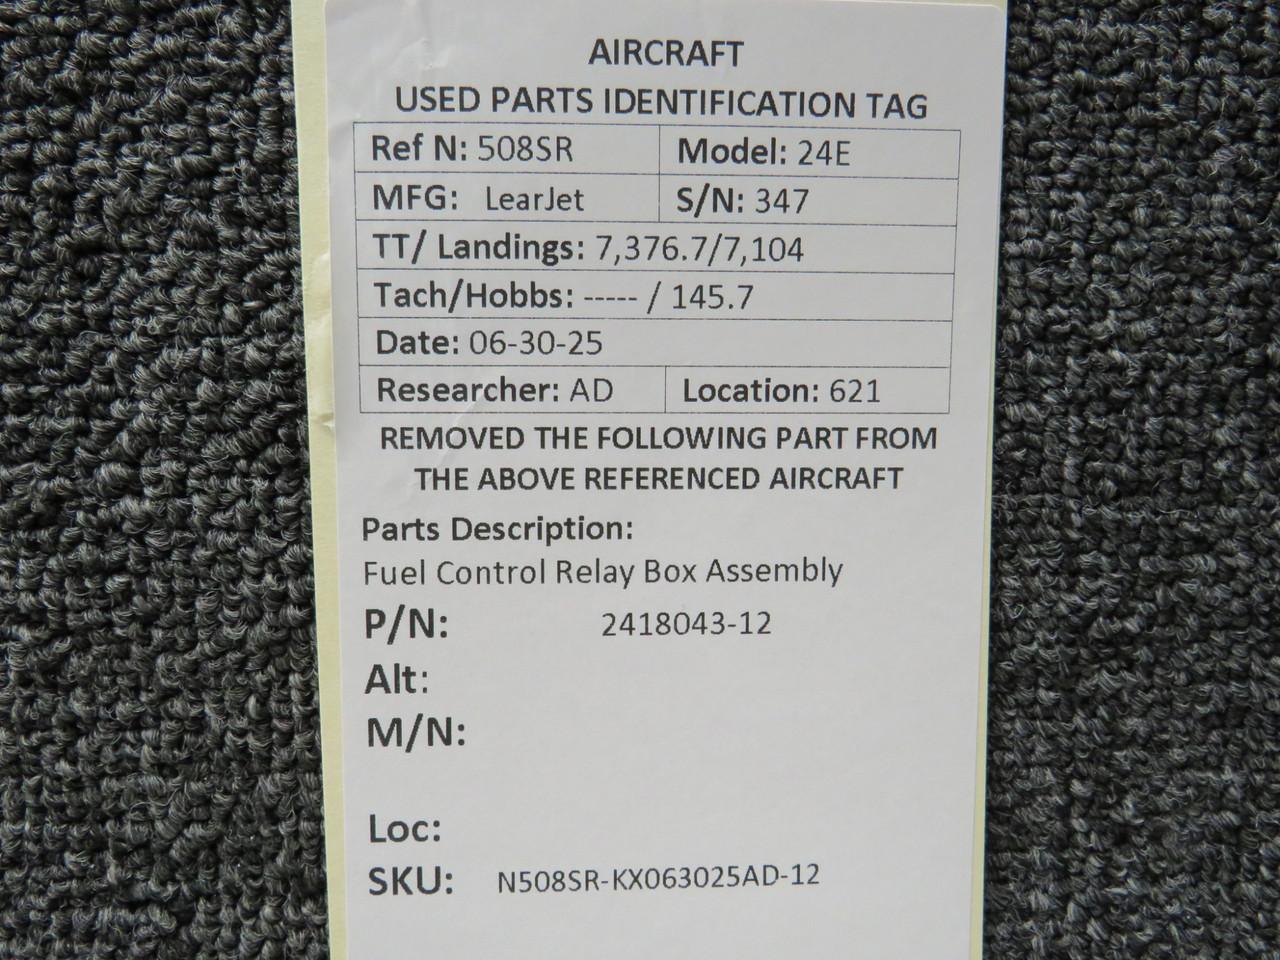 AIRCRAFT
USED PARTS IDENTIFICATION TAG
Ref N: 508SR Model: 24E
MFG: LearJet S/N: 347
TT/ Landings: 7,376.7/7,104
Tach/Hobbs: ----- / 145.7
Date: 06-30-25
Researcher: AD Location: 621
REMOVED THE FOLLOWING PART FROM
THE ABOVE REFERENCED AIRCRAFT
Parts Description:
Fuel Control Relay Box Assembly
P/N: 2418043-12
Alt:
M/N:
Loc:
SKU: N508SR-KX063025AD-12